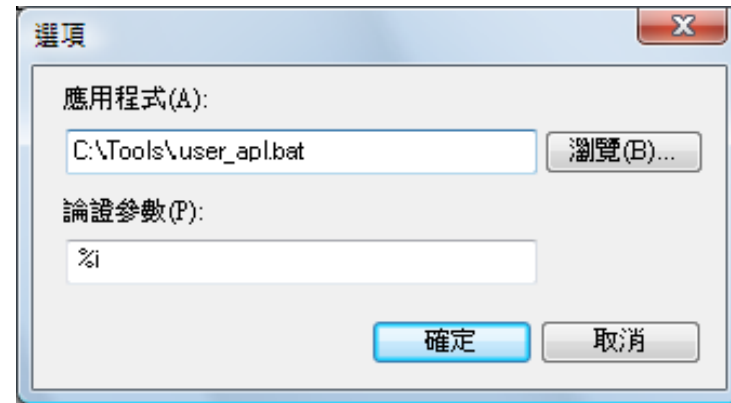 選項
應用程式(A):
C:\Tools\user_apl.bat
瀏覽(B)...
論證參數(P):
%i
確定
取消